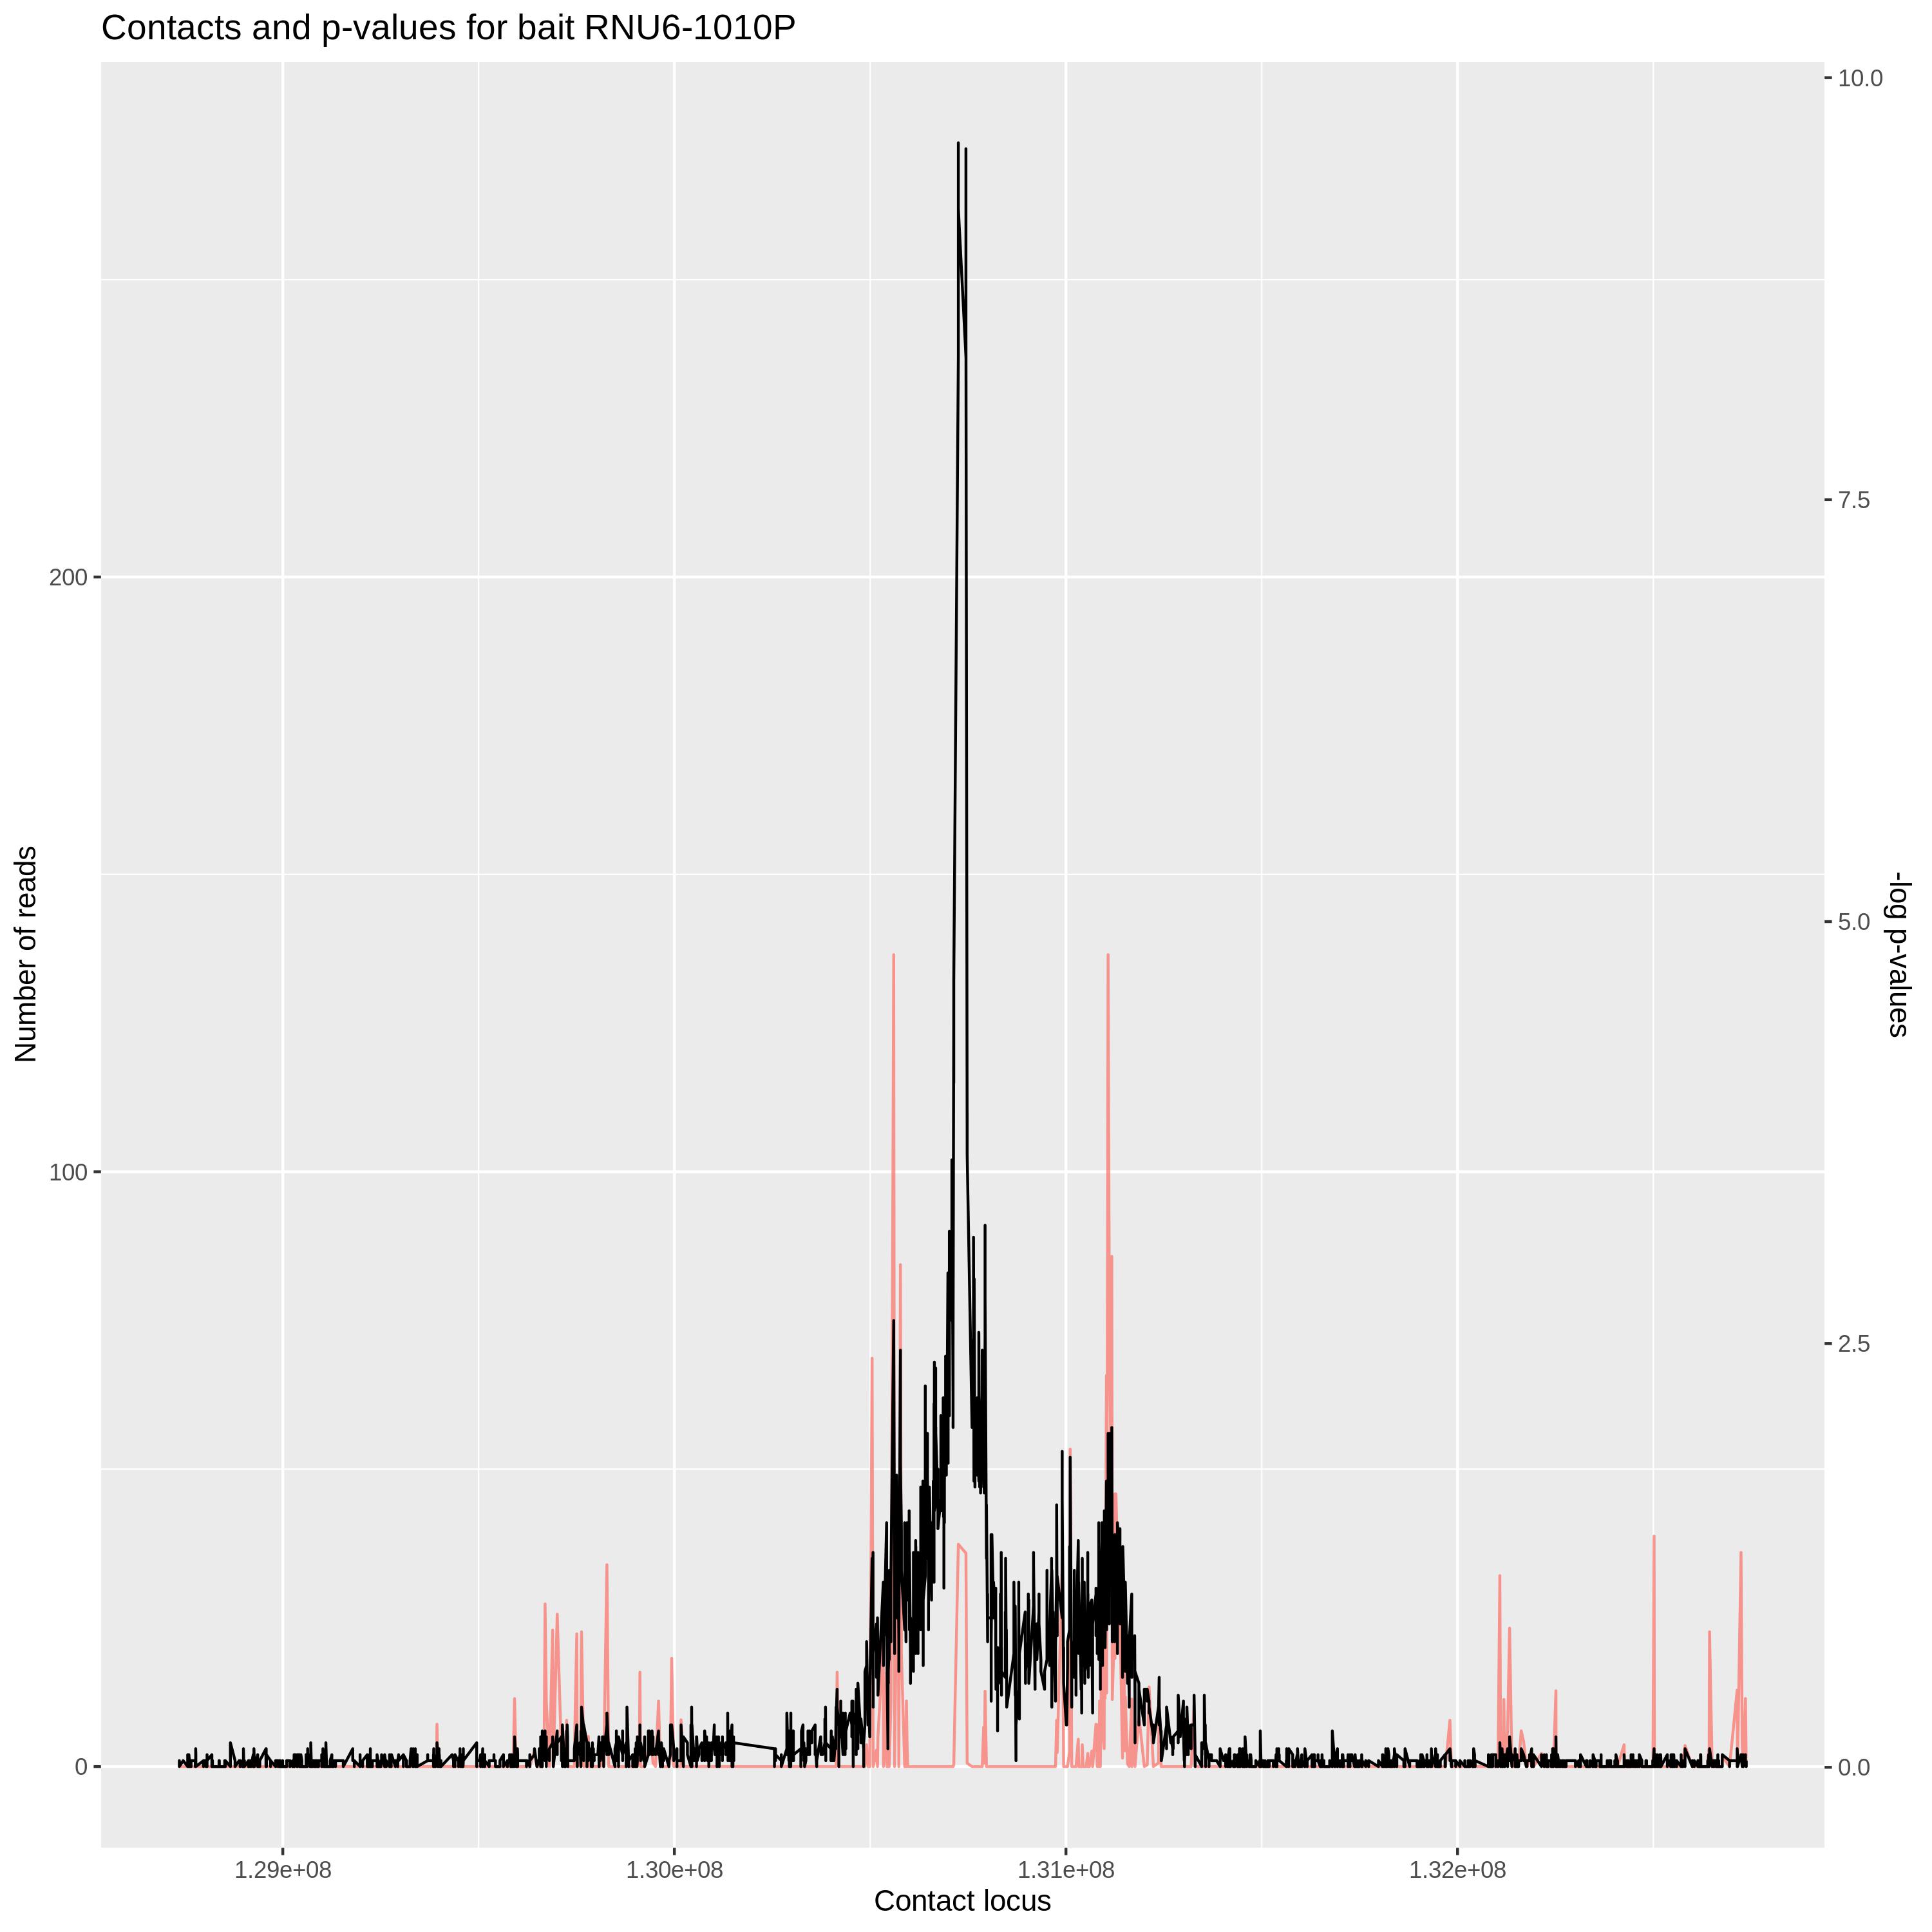 Contacts and p-values for bait RNU6-1010P
10.0
7.5
5.0
2.5
0.0
-log p-values
200
100
0
Number of reads
1.29e+08
1.30e+08
1.31e+08
1.32e+08
Contact locus